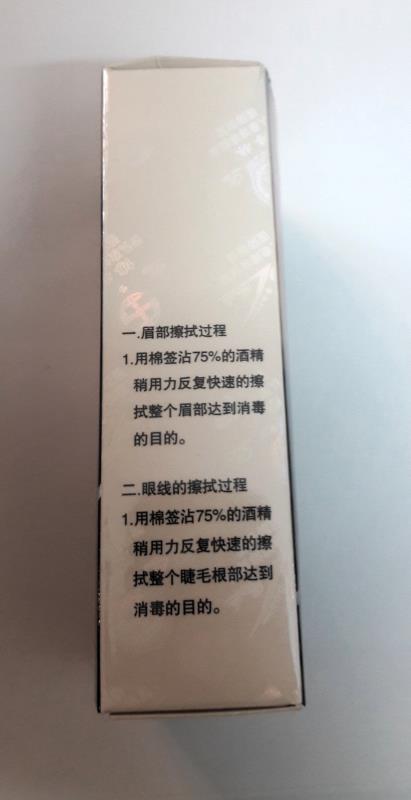 一.眉部擦拭过程
1.用棉签沾75%的酒精
稍用力反复快速的擦
拭整个眉部达到消毒
的目的。
二.眼线的擦拭过程
1.用棉签沾75%的酒精
稍用力反复快速的擦
拭整个睫毛根部达到
消毒的目的。